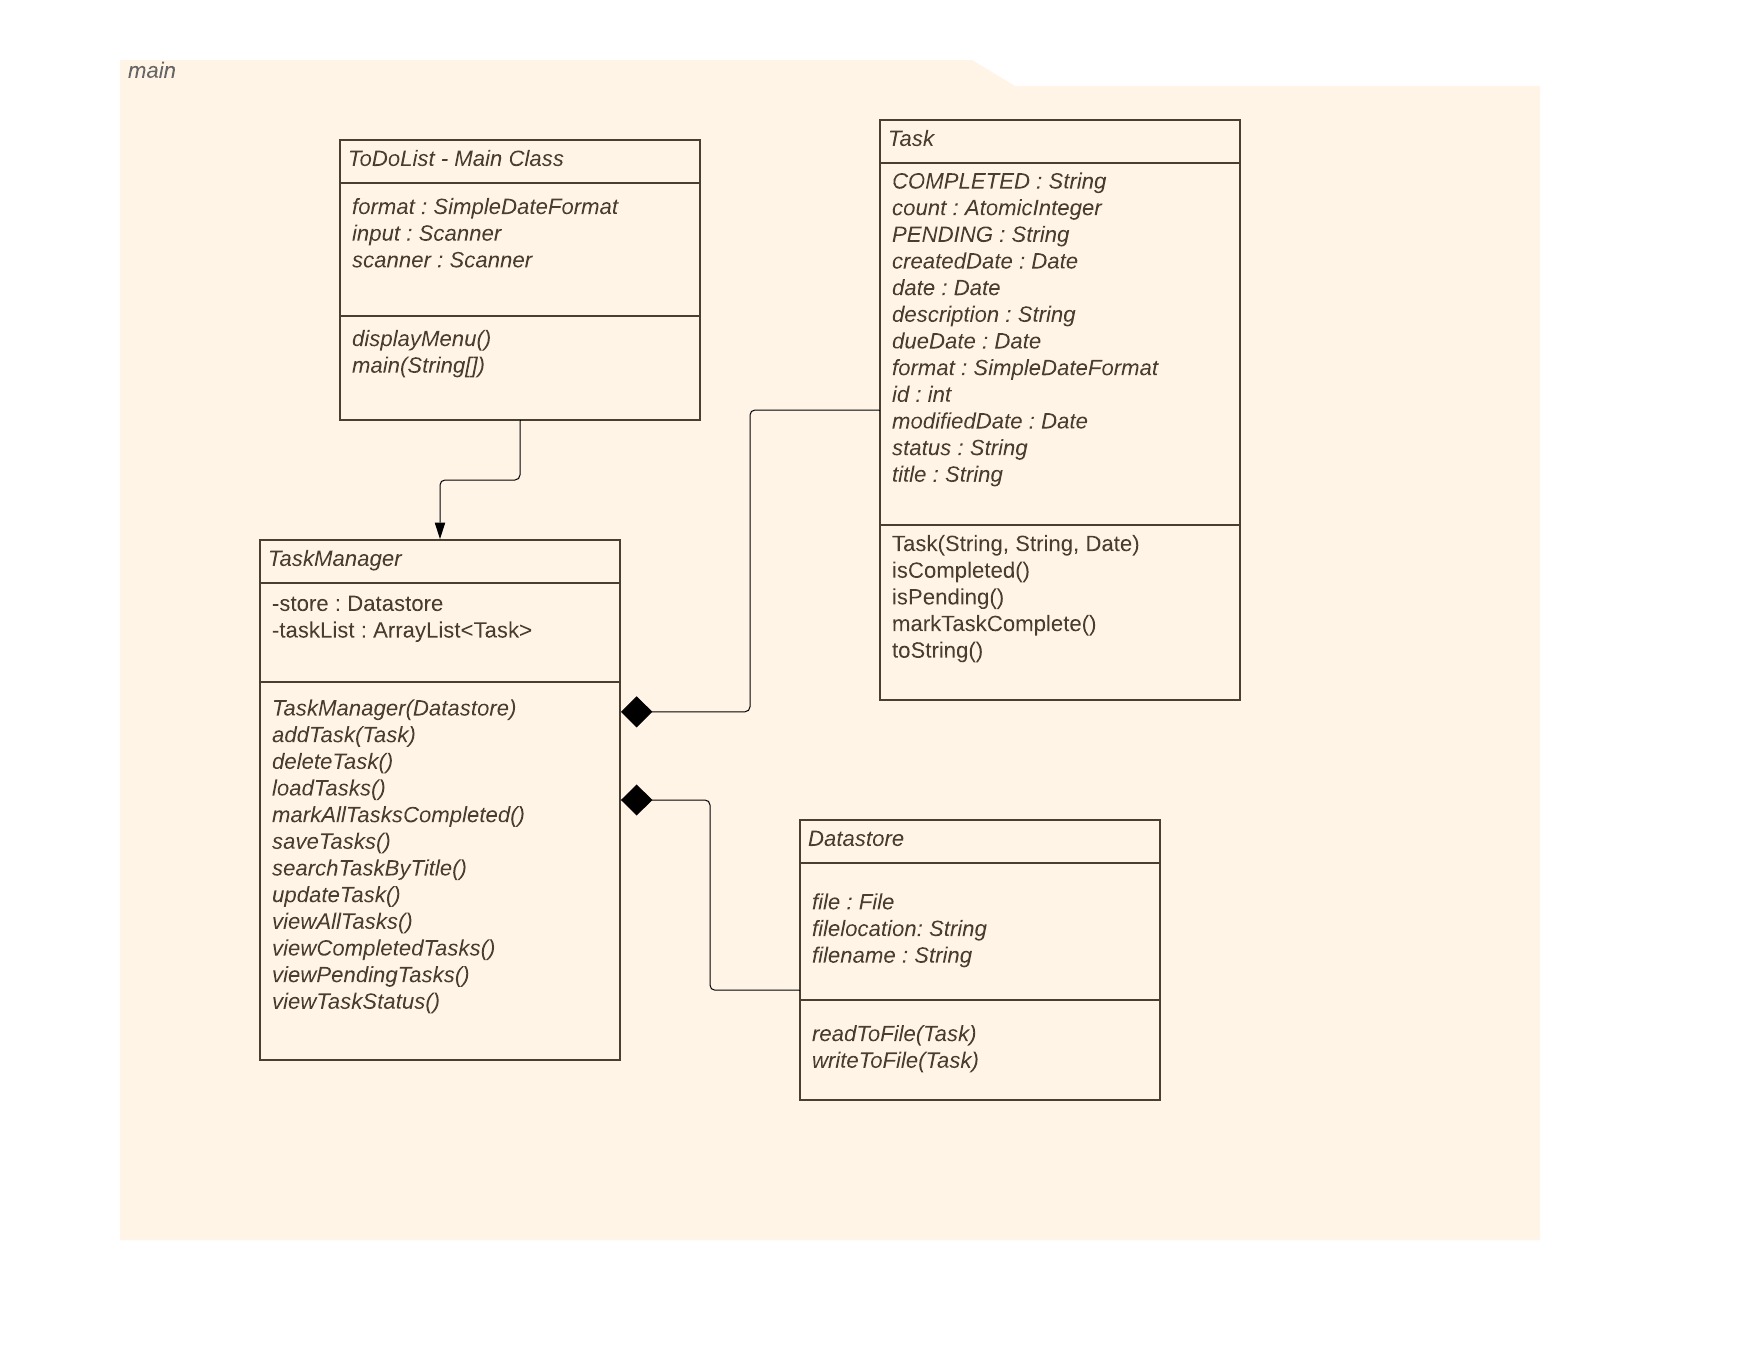 main
ToDoList - Main Class
format : SimpleDateFormat
input : Scanner
scanner : Scanner
displayMenu()
main(String[])
Task
COMPLETED : String
count : AtomicInteger
PENDING : String
createdDate : Date
date : Date
description : String
dueDate : Date
format : SimpleDateFormat
id : int
modifiedDate : Date
status : String
title : String
Task(String, String, Date)
isCompleted()
isPending()
markTaskComplete()
toString()
TaskManager
-store : Datastore
-taskList : ArrayList<Task>
TaskManager(Datastore)
addTask(Task)
deleteTask()
loadTasks()
markAllTasksCompleted()
saveTasks()
searchTaskByTitle()
updateTask()
viewAllTasks()
viewCompletedTasks()
viewPendingTasks()
viewTaskStatus()
Datastore
file : File
filelocation: String
filename : String
readToFile(Task)
writeToFile(Task)